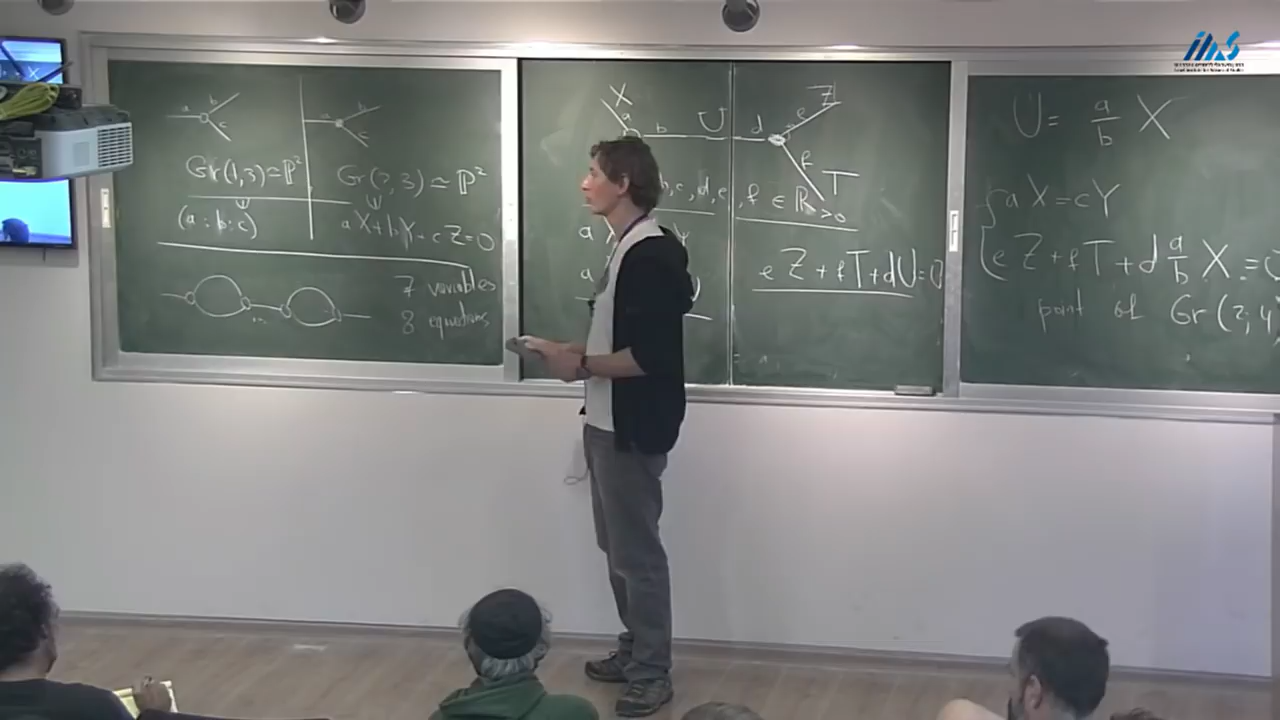 a b c
a b c
Gr(1,3)≃ℙ²
Gr(2,3)≃ℙ²
(a:b:c)
aX+bY+cZ=0
7 variables
8 equations
X
a
b
U
d
e
Z
f
T
c, d, e, f ∈ ℝ>0
a
a
eZ+fT+dU=0
U = a/b X
{aX=cY
eZ+fT+d a/b X=0
point of Gr(2,4